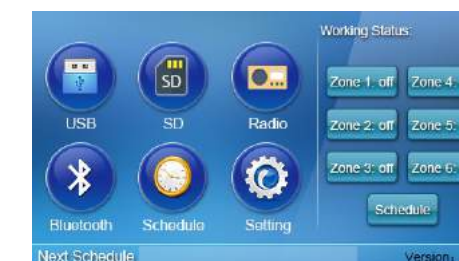 Working Status:
Zone 1: off Zone 4:
USB SD Radio
SD
Zone 2: off Zone 5:
Zone 3: off Zone 6:
Bluetooth Schedule Setting
Schedule
Next Schedule Version: